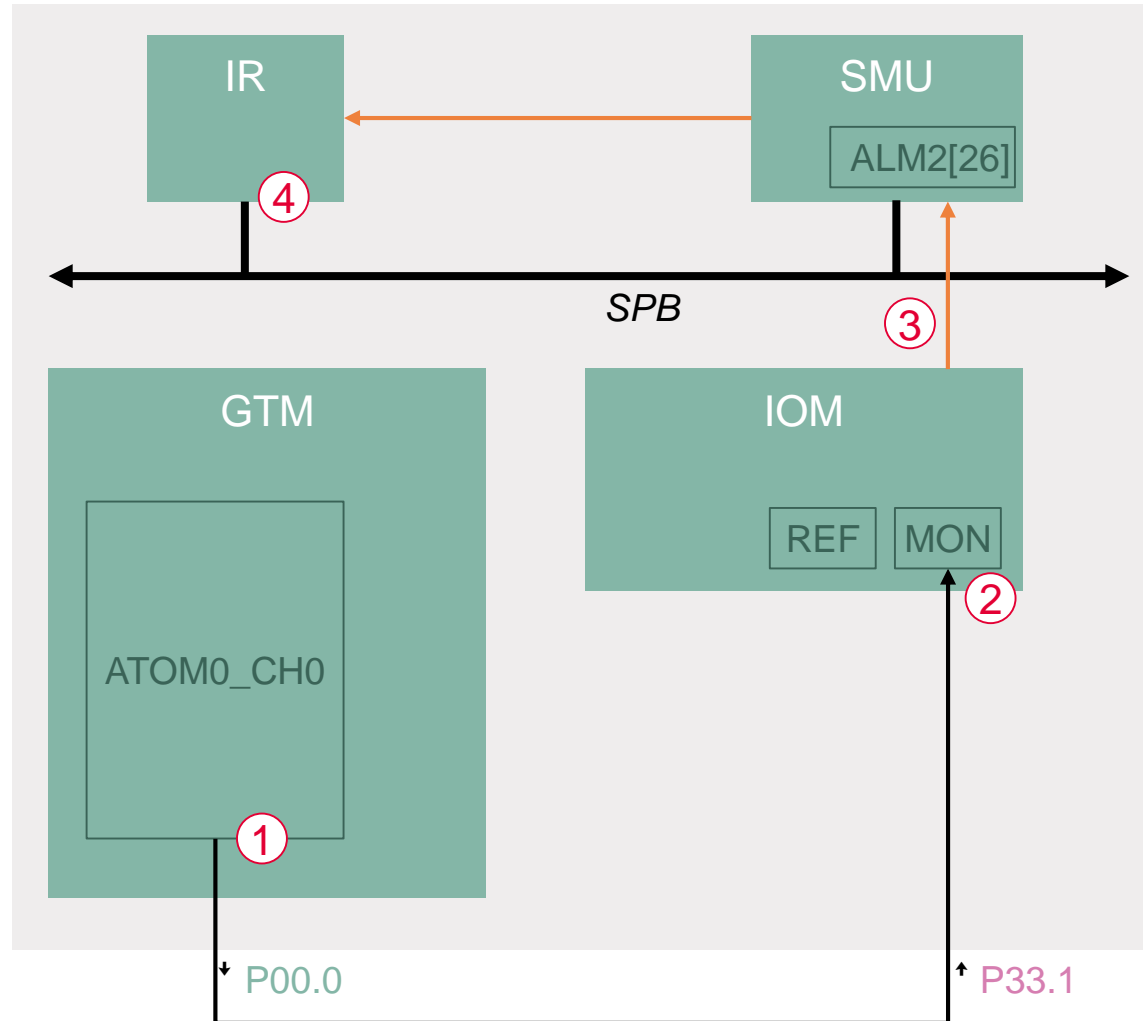 IR
SMU
ALM2[26]
4
SPB
3
GTM
IOM
REF
MON
2
ATOM0_CH0
1
P00.0
P33.1